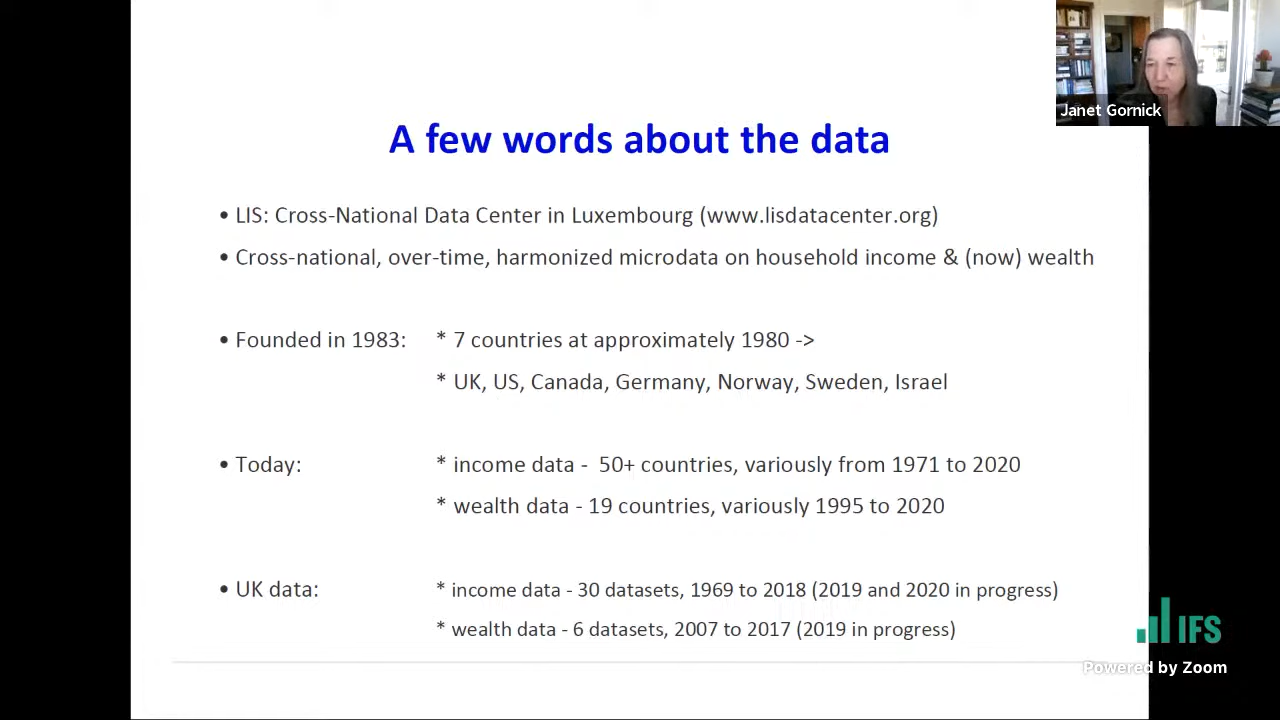 Janet Gornick
A few words about the data
• LIS: Cross-National Data Center in Luxembourg (www.lisdatacenter.org)
• Cross-national, over-time, harmonized microdata on household income & (now) wealth
• Founded in 1983: * 7 countries at approximately 1980 ->
* UK, US, Canada, Germany, Norway, Sweden, Israel
• Today: * income data - 50+ countries, variously from 1971 to 2020
* wealth data - 19 countries, variously 1995 to 2020
• UK data: * income data - 30 datasets, 1969 to 2018 (2019 and 2020 in progress)
* wealth data - 6 datasets, 2007 to 2017 (2019 in progress)
IFS
Powered by Zoom